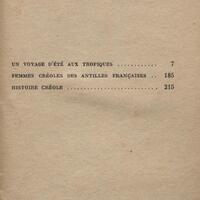 UN VOYAGE D'ÉTÉ AUX TROPIQUES ............ 7
FEMMES CRÉOLES DES ANTILLES FRANÇAISES .. 185
HISTOIRE CRÉOLE ..................... 215